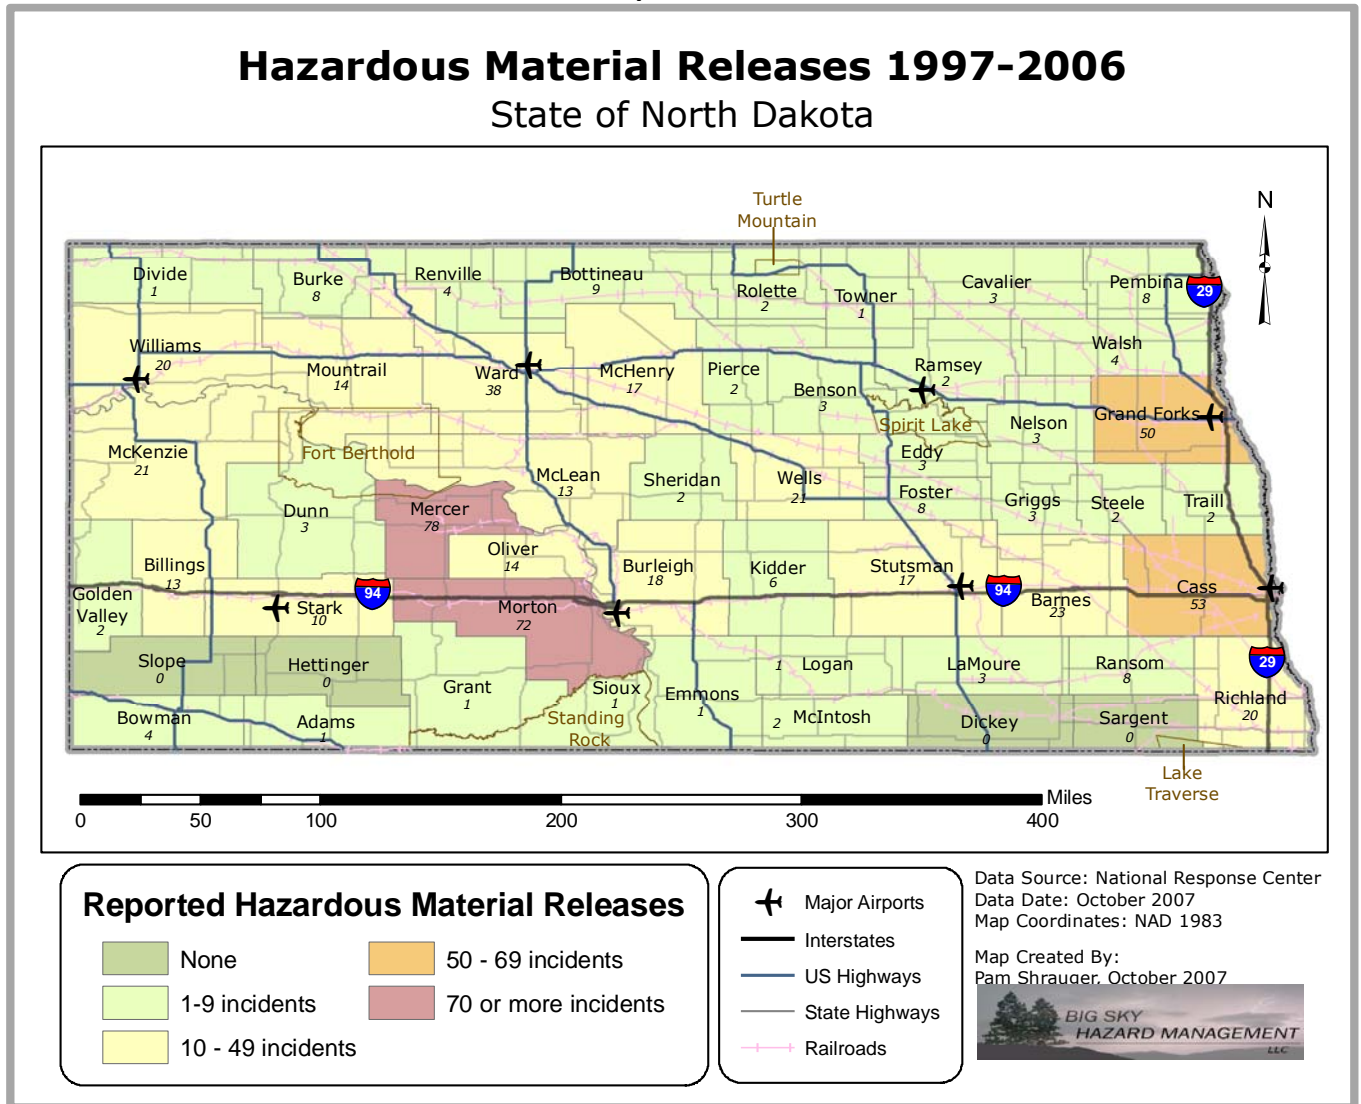 Hazardous Material Releases 1997-2006
State of North Dakota
Turtle
Mountain
N
Divide
1
Burke
8
Renville
4
Bottineau
9
Rolette
2
Towner
1
Cavalier
3
Pembina
8
29
Walsh
4
Williams
20
Mountrail
14
Ward
38
McHenry
17
Pierce
2
Benson
3
Ramsey
2
Spirit Lake
Nelson
3
Grand Forks
50
McKenzie
21
Fort Berthold
McLean
13
Sheridan
2
Wells
21
Eddy
3
Foster
8
Griggs
3
Steele
2
Traill
2
Dunn
3
Mercer
78
Oliver
14
Billings
13
Burleigh
18
Kidder
6
Stutsman
17
Golden
Valley
2
94
Stark
10
Morton
72
94
Barnes
23
Cass
53
Slope
0
Hettinger
0
Grant
1
Sioux
1
Emmons
1
1 Logan
LaMoure
3
Ransom
8
29
Richland
20
Bowman
4
Adams
1
Standing
Rock
2 McIntosh
Dickey
0
Sargent
0
Lake
Traverse
Miles
0 50 100 200 300 400
Reported Hazardous Material Releases
None
1-9 incidents
10 - 49 incidents
50 - 69 incidents
70 or more incidents
Major Airports
Interstates
US Highways
State Highways
Railroads
Data Source: National Response Center
Data Date: October 2007
Map Coordinates: NAD 1983
Map Created By:
Pam Shrauger, October 2007
BIG SKY
HAZARD MANAGEMENT
LLC